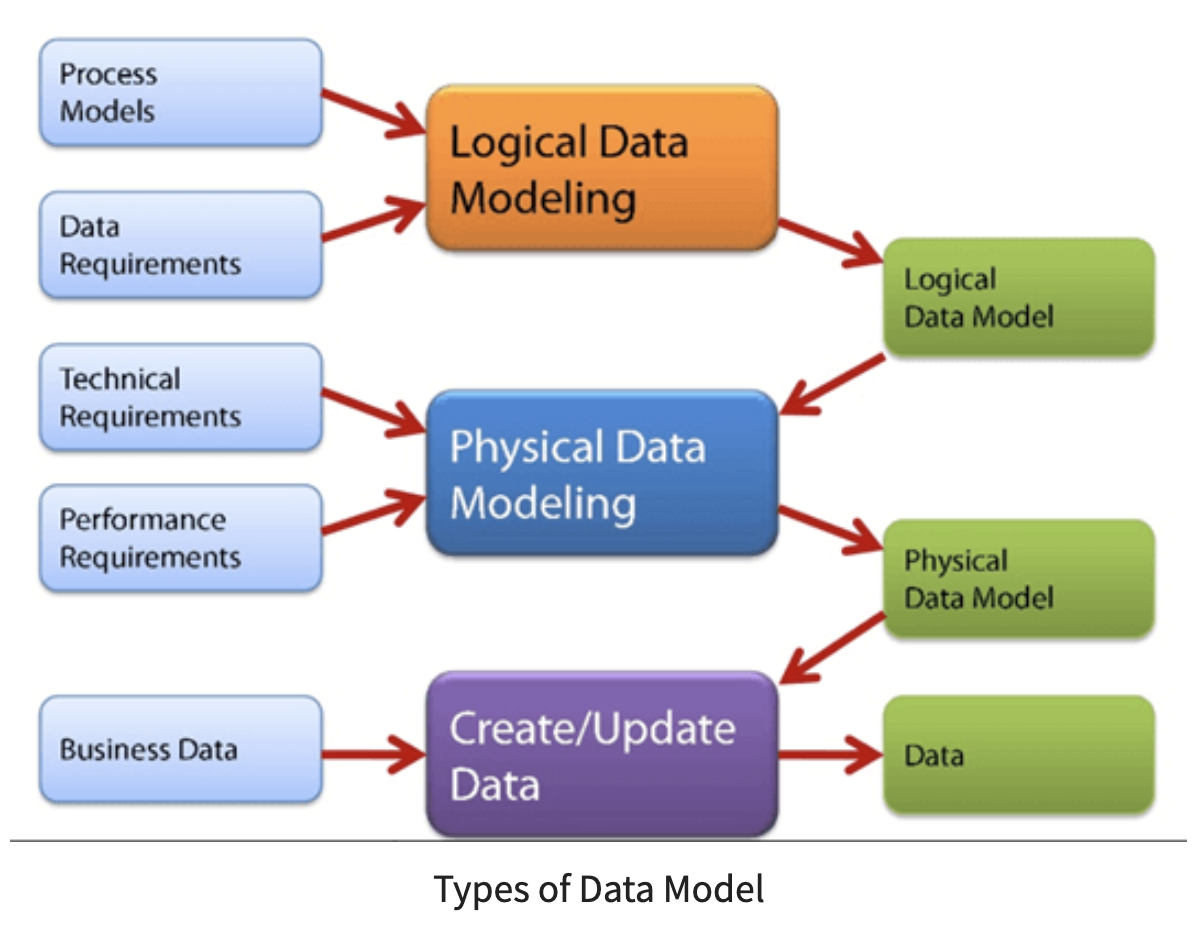 Process
Models
Logical Data
Modeling
Data
Requirements
Logical
Data Model
Technical
Requirements
Physical Data
Modeling
Performance
Requirements
Physical
Data Model
Business Data
Create/Update
Data
Data
Types of Data Model